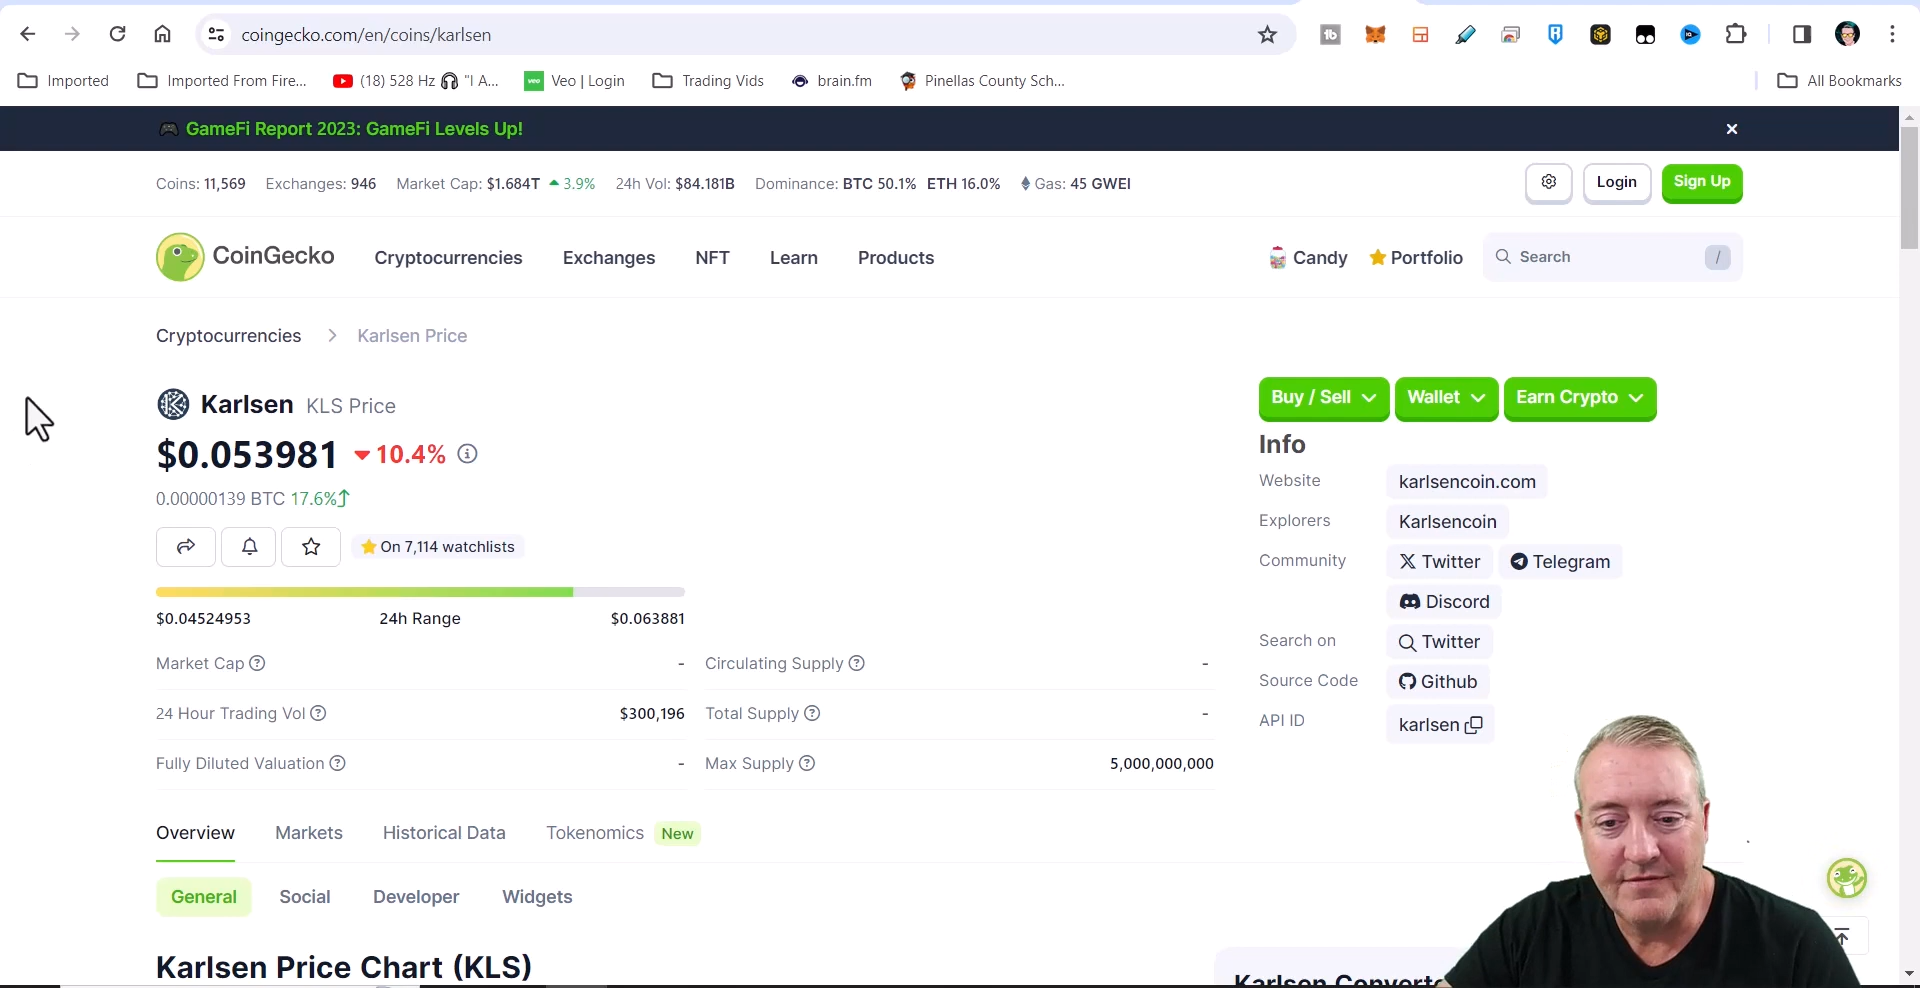 coingecko.com/en/coins/karlsen
Imported
Imported From Fire...
(18) 528 Hz 🎧 "I A...
Veo | Login
Trading Vids
brain.fm
Pinellas County Sch...
All Bookmarks
GameFi Report 2023: GameFi Levels Up!
Coins: 11,569 Exchanges: 946 Market Cap: $1.684T 3.9% 24h Vol: $84.181B Dominance: BTC 50.1% ETH 16.0% Gas: 45 GWEI
Login
Sign Up
CoinGecko
Cryptocurrencies
Exchanges
NFT
Learn
Products
Candy
Portfolio
Search /
Cryptocurrencies > Karlsen Price
Karlsen KLS Price
$0.053981 10.4%
0.00000139 BTC 17.6%
On 7,114 watchlists
$0.04524953 24h Range $0.063881
Market Cap -
24 Hour Trading Vol $300,196
Fully Diluted Valuation -
Circulating Supply -
Total Supply -
Max Supply 5,000,000,000
Buy / Sell
Wallet
Earn Crypto
Info
Website karlsencoin.com
Explorers Karlsencoin
Community Twitter Telegram
Discord
Search on Twitter
Source Code Github
API ID karlsen
Overview
Markets
Historical Data
Tokenomics New
General
Social
Developer
Widgets
Karlsen Price Chart (KLS)